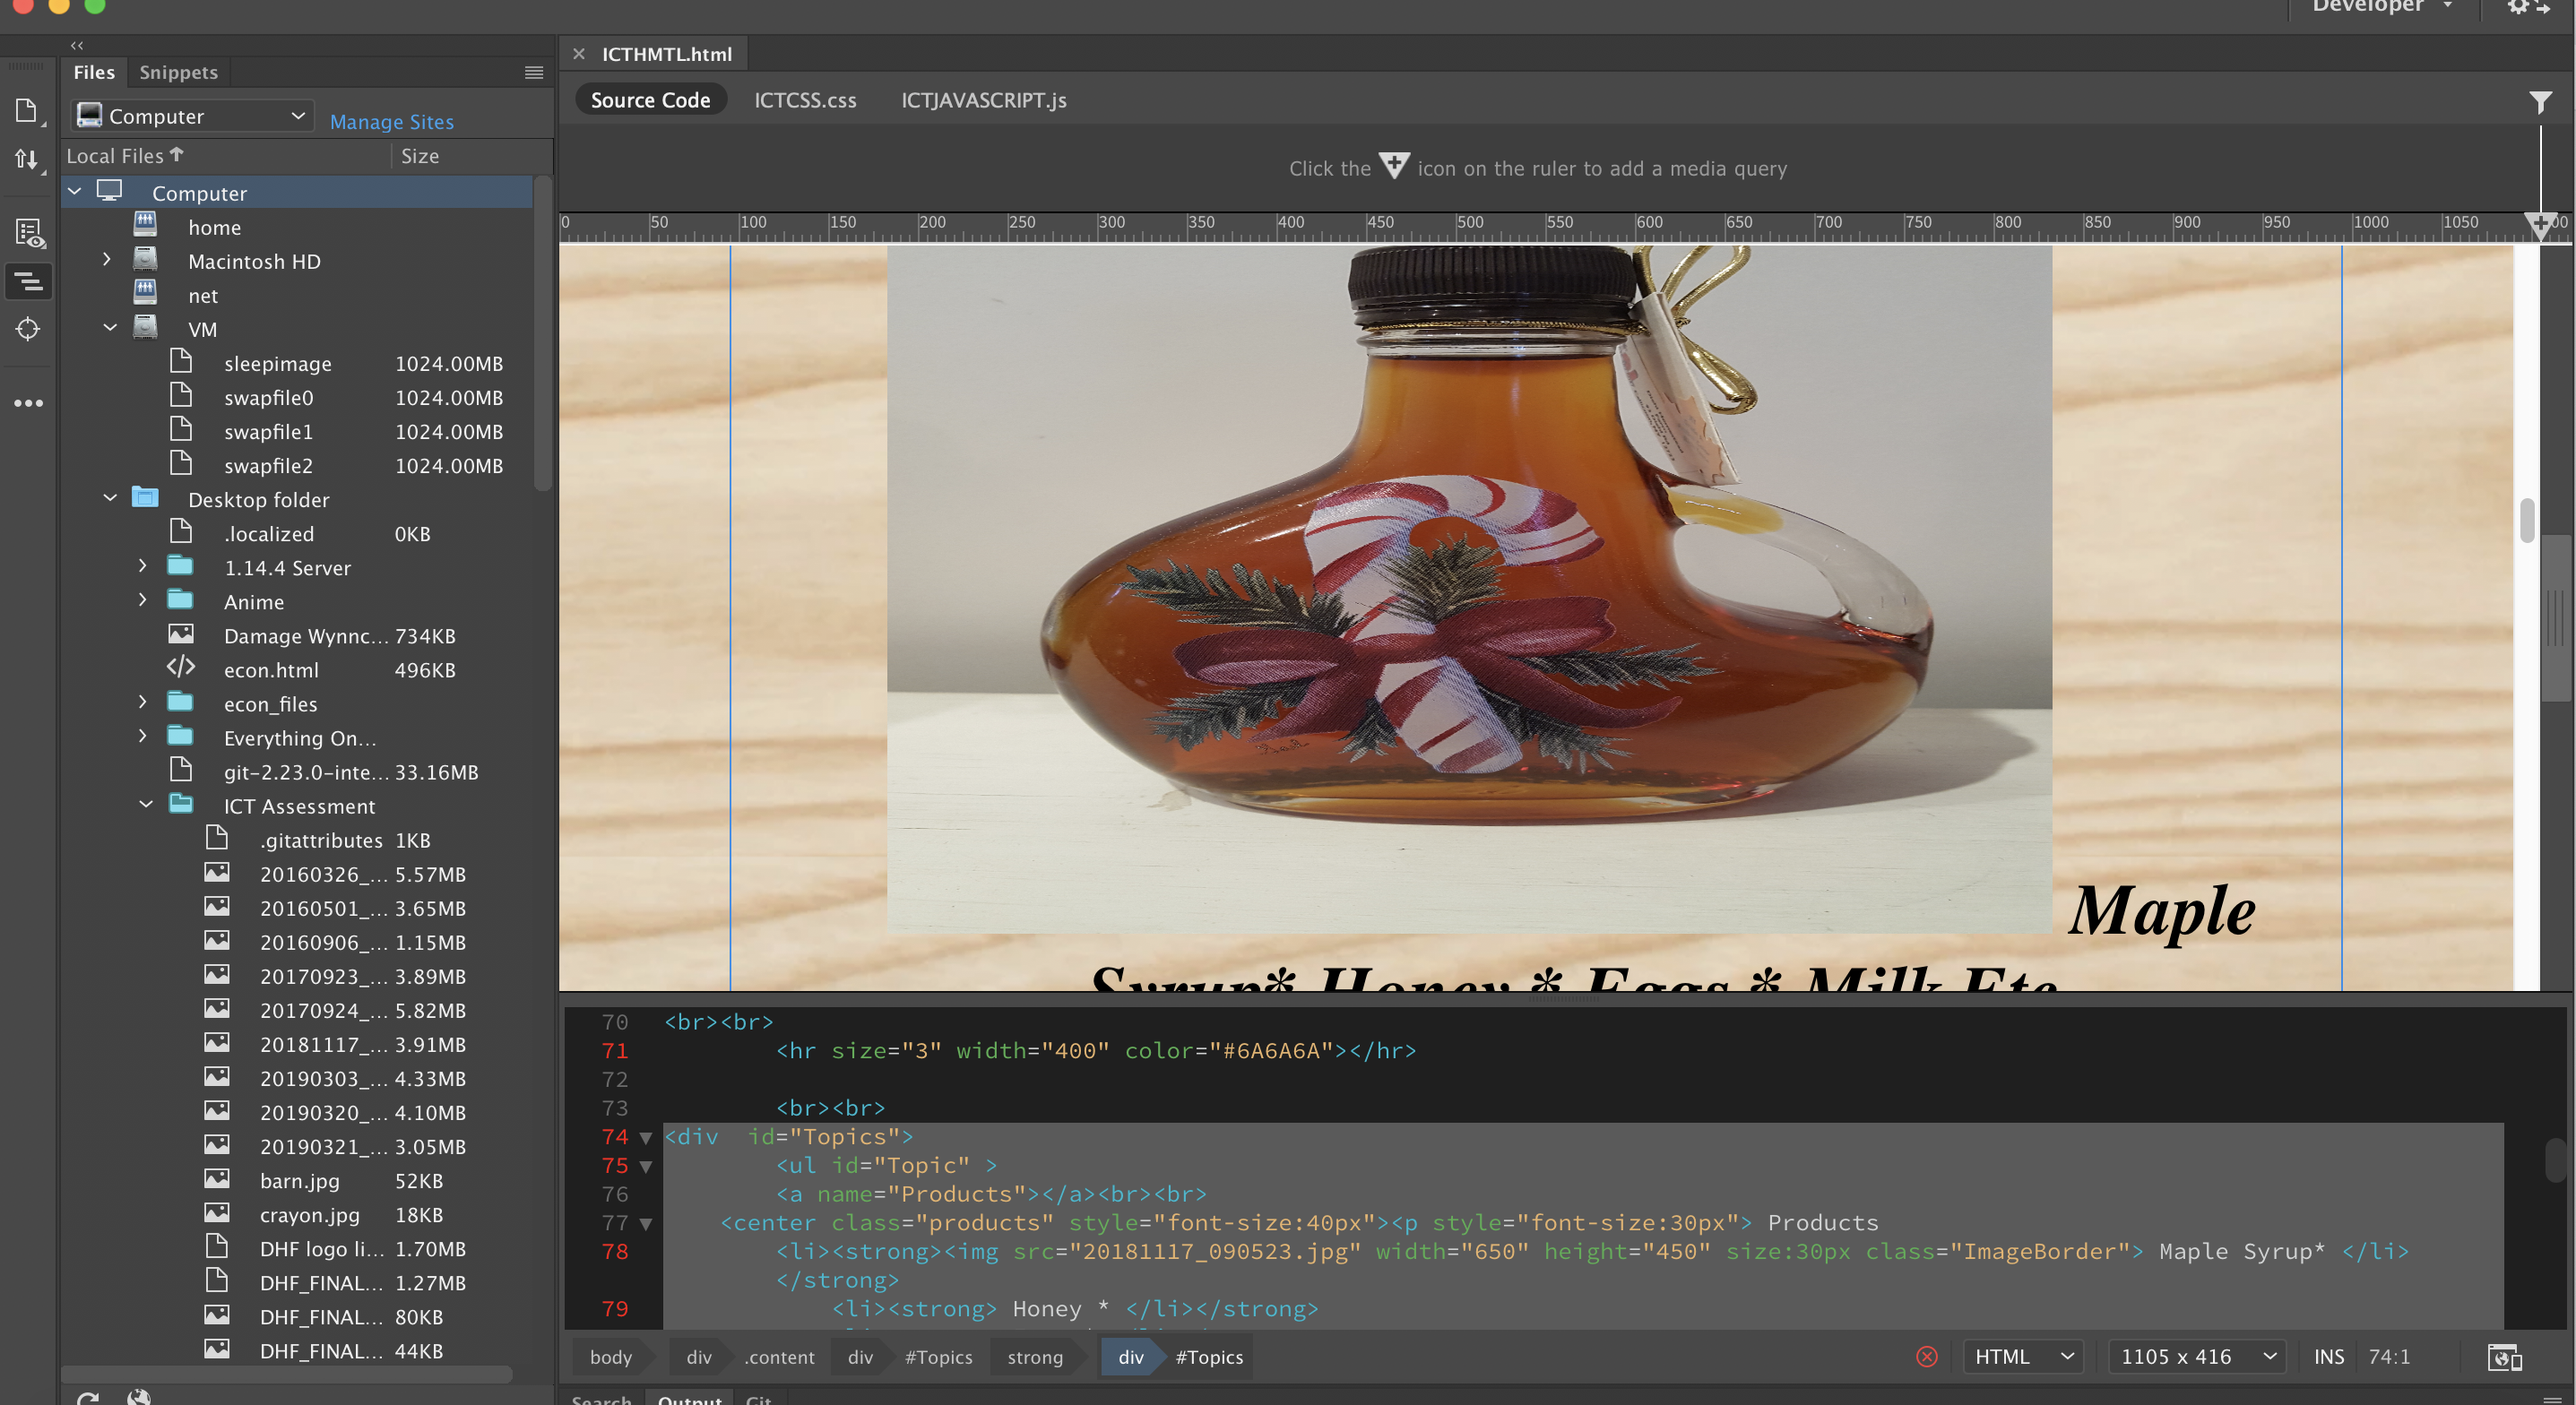 Developer
Files Snippets
Computer Manage Sites
Local Files Size
Computer
home
Macintosh HD
net
VM
sleepimage 1024.00MB
swapfile0 1024.00MB
swapfile1 1024.00MB
swapfile2 1024.00MB
Desktop folder
.localized 0KB
1.14.4 Server
Anime
Damage Wynnc... 734KB
econ.html 496KB
econ_files
Everything On...
git-2.23.0-inte... 33.16MB
ICT Assessment
.gitattributes 1KB
20160326_... 5.57MB
20160501_... 3.65MB
20160906_... 1.15MB
20170923_... 3.89MB
20170924_... 5.82MB
20181117_... 3.91MB
20190303_... 4.33MB
20190320_... 4.10MB
20190321_... 3.05MB
barn.jpg 52KB
crayon.jpg 18KB
DHF logo li... 1.70MB
DHF_FINAL... 1.27MB
DHF_FINAL... 80KB
DHF_FINAL... 44KB
ICTHMTL.html
Source Code ICTCSS.css ICTJAVASCRIPT.js
Click the icon on the ruler to add a media query
0 50 100 150 200 250 300 350 400 450 500 550 600 650 700 750 800 850 900 950 1000 1050
Maple
Syrup* Honey * Eggs * Milk Etc
70 <br><br>
71 <hr size="3" width="400" color="#6A6A6A"></hr>
72
73 <br><br>
74 <div  id="Topics">
75 <ul id="Topic" >
76 <a name="Products"></a><br><br>
77 <center class="products" style="font-size:40px"><p style="font-size:30px"> Products
78 <li><strong><img src="20181117_090523.jpg" width="650" height="450" size:30px class="ImageBorder"> Maple Syrup* </li>
</strong>
79 <li><strong> Honey * </li></strong>
body div .content div #Topics strong div #Topics HTML 1105 x 416 INS 74:1
Search Output Git